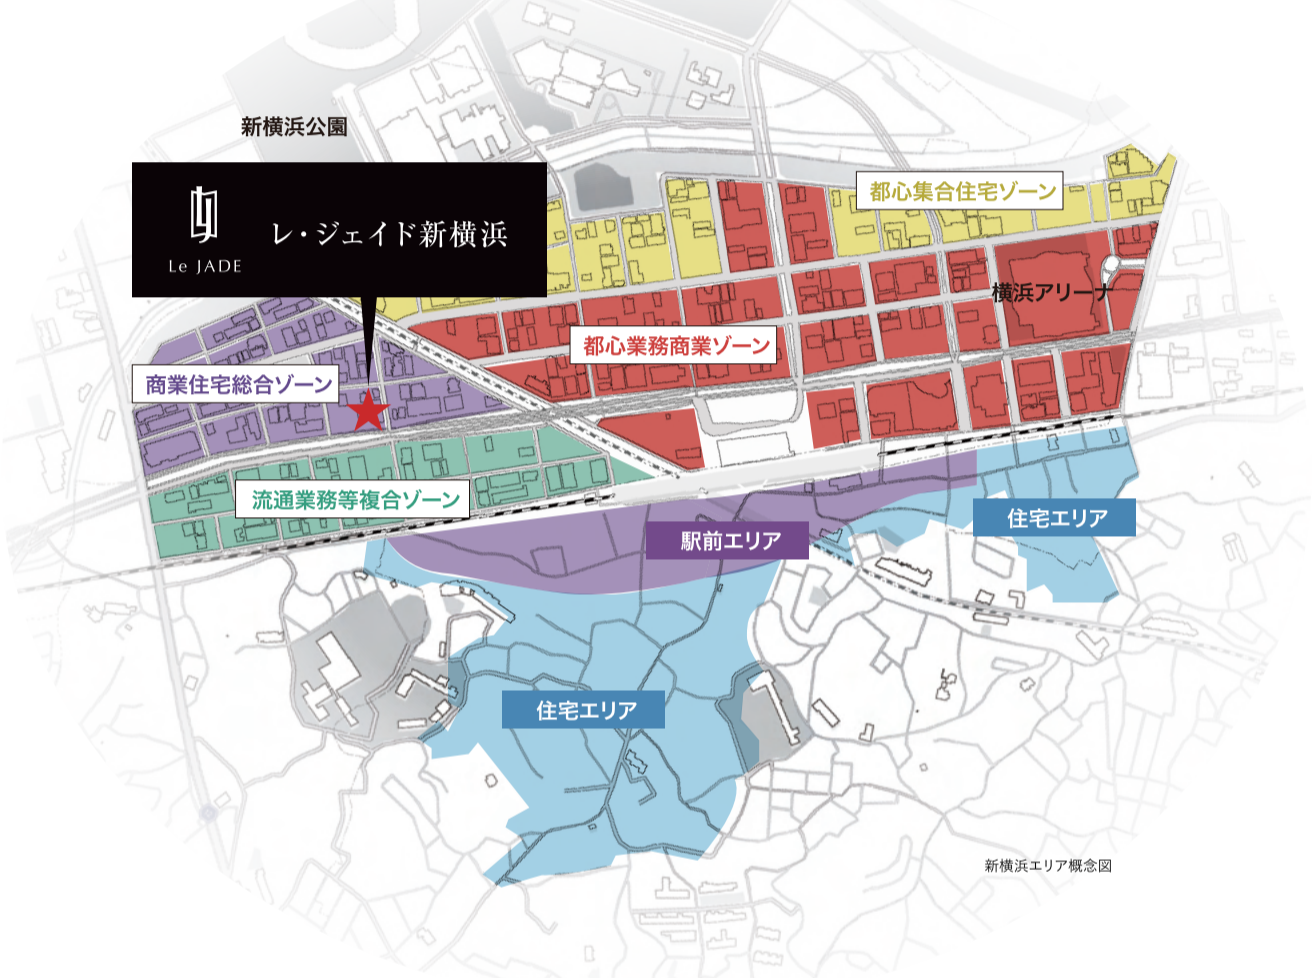 新横浜公園
Le JADE
レ・ジェイド新横浜
都心集合住宅ゾーン
横浜アリーナ
都心業務商業ゾーン
商業住宅総合ゾーン
流通業務等複合ゾーン
住宅エリア
駅前エリア
住宅エリア
新横浜エリア概念図